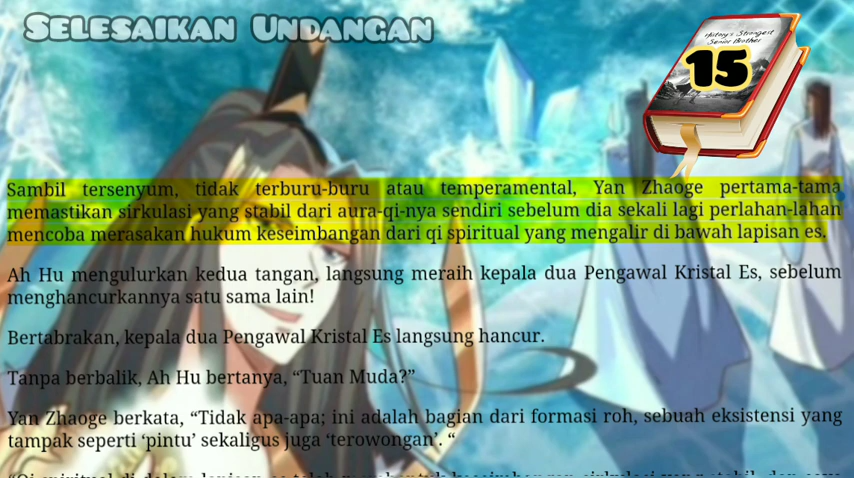 Selesaikan Undangan
History's Strongest
Senior Brother
15
Sambil tersenyum, tidak terburu-buru atau temperamental, Yan Zhaoge pertama-tama
memastikan sirkulasi yang stabil dari aura-qi-nya sendiri sebelum dia sekali lagi perlahan-lahan
mencoba merasakan hukum keseimbangan dari qi spiritual yang mengalir di bawah lapisan es.
Ah Hu mengulurkan kedua tangan, langsung meraih kepala dua Pengawal Kristal Es, sebelum
menghancurkannya satu sama lain!
Bertabrakan, kepala dua Pengawal Kristal Es langsung hancur.
Tanpa berbalik, Ah Hu bertanya, “Tuan Muda?”
Yan Zhaoge berkata, “Tidak apa-apa; ini adalah bagian dari formasi roh, sebuah eksistensi yang
tampak seperti ‘pintu’ sekaligus juga ‘terowongan’. “